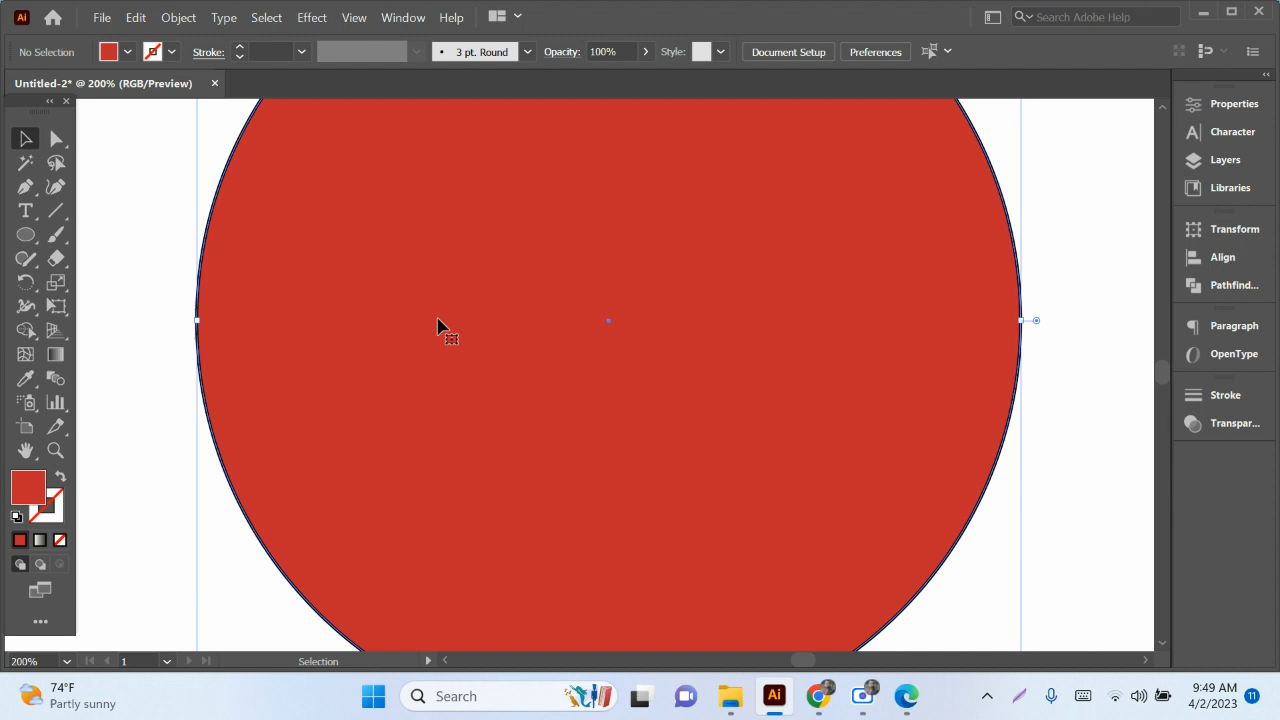 Ai File Edit Object Type Select Effect View Window Help Search Adobe Help
No Selection Stroke: 3 pt. Round Opacity: 100% Style: Document Setup Preferences
Untitled-2* @ 200% (RGB/Preview)
Properties
Character
Layers
Libraries
Transform
Align
Pathfind...
Paragraph
OpenType
Stroke
Transpar...
200% 1 Selection
74°F
Partly sunny
Search
Ai
9:49 AM
4/2/2023
11